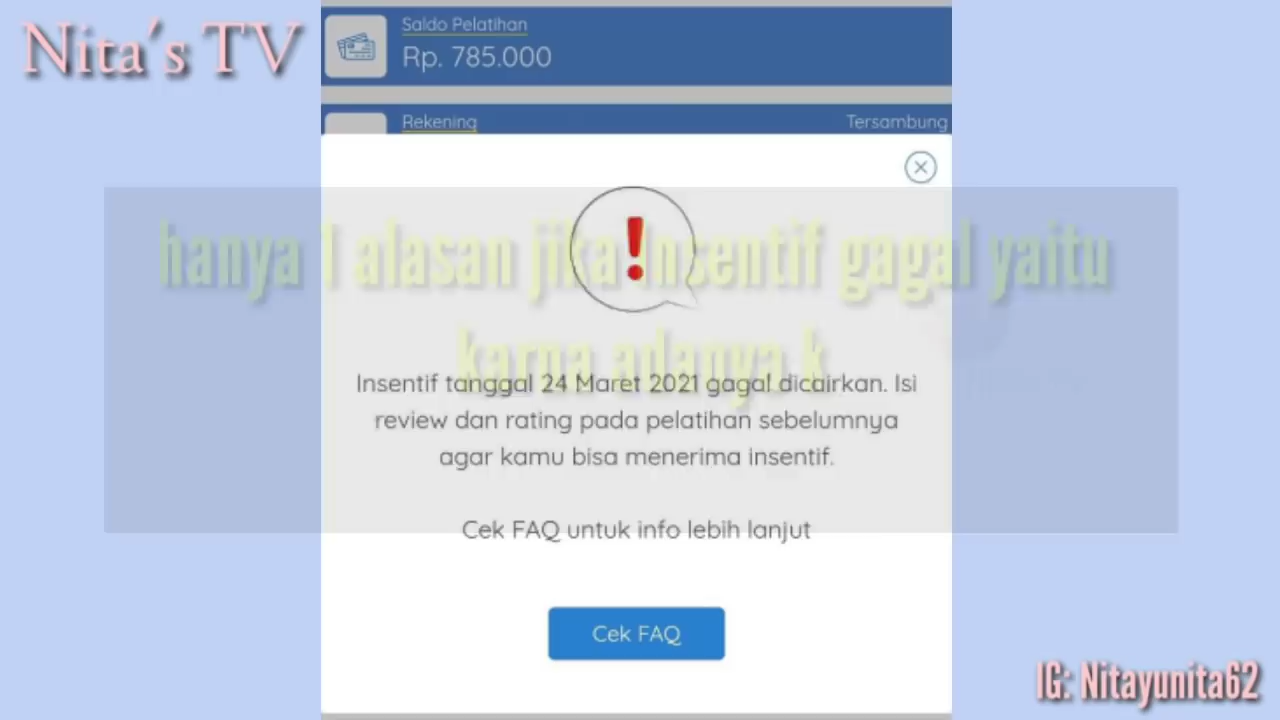 Nita's TV
Saldo Pelatihan
Rp. 785.000
Rekening
Tersambung
hanya 1 alasan jika Insentif gagal yaitu
karna adanya k
Insentif tanggal 24 Maret 2021 gagal dicairkan. Isi
review dan rating pada pelatihan sebelumnya
agar kamu bisa menerima insentif.
Cek FAQ untuk info lebih lanjut
Cek FAQ
IG: Nitayunita62